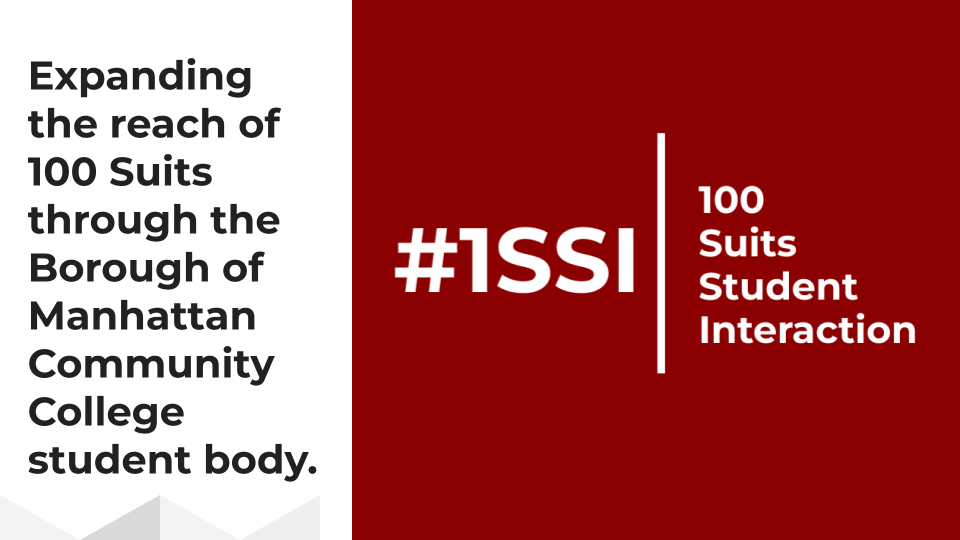 Expanding
the reach of
100 Suits
through the
Borough of
Manhattan
Community
College
student body.
#1SSI
100
Suits
Student
Interaction